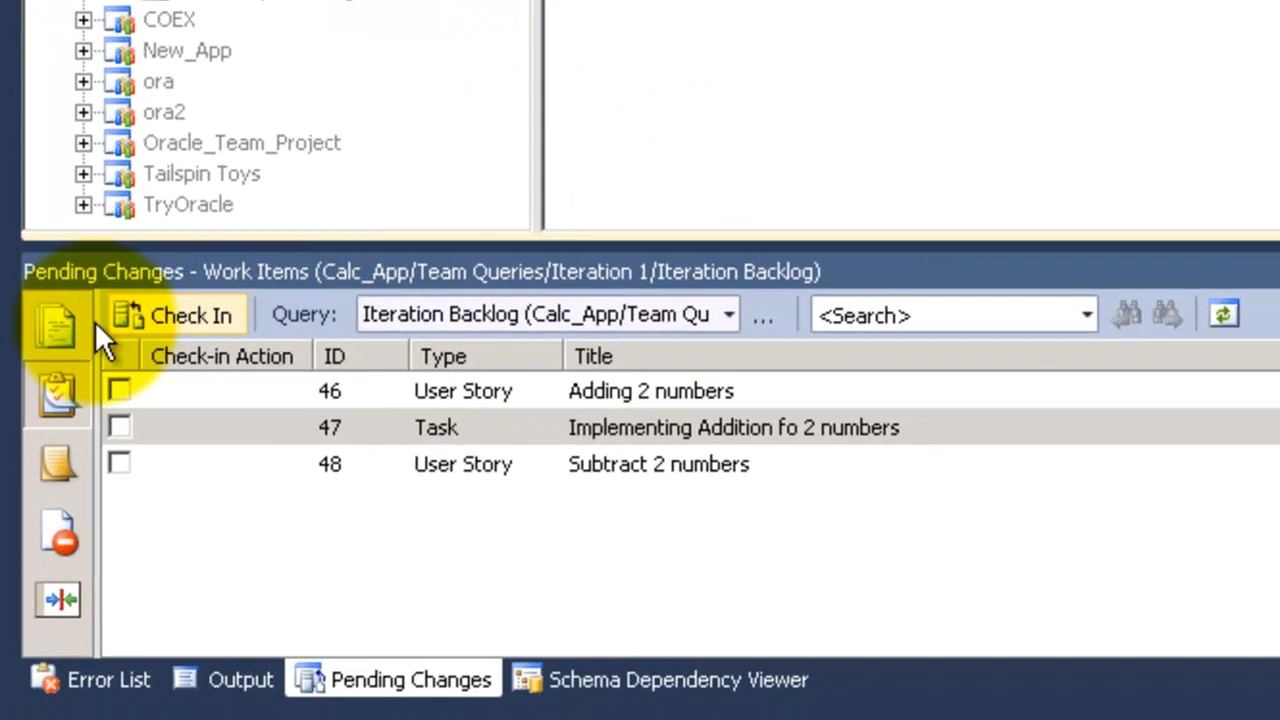 COEX
New_App
ora
ora2
Oracle_Team_Project
Tailspin Toys
TryOracle
Pending Changes - Work Items (Calc_App/Team Queries/Iteration 1/Iteration Backlog)
Check In Query: Iteration Backlog (Calc_App/Team Qu ... <Search>
Check-in Action ID Type Title
46 User Story Adding 2 numbers
47 Task Implementing Addition fo 2 numbers
48 User Story Subtract 2 numbers
Error List Output Pending Changes Schema Dependency Viewer